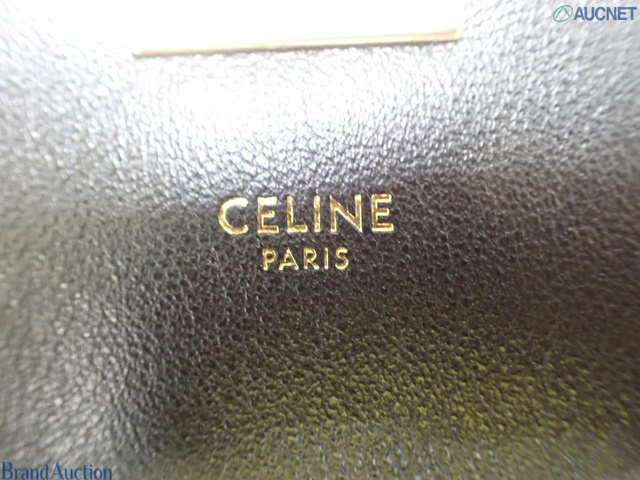 AUCNET
CELINE
PARIS
BrandAuction